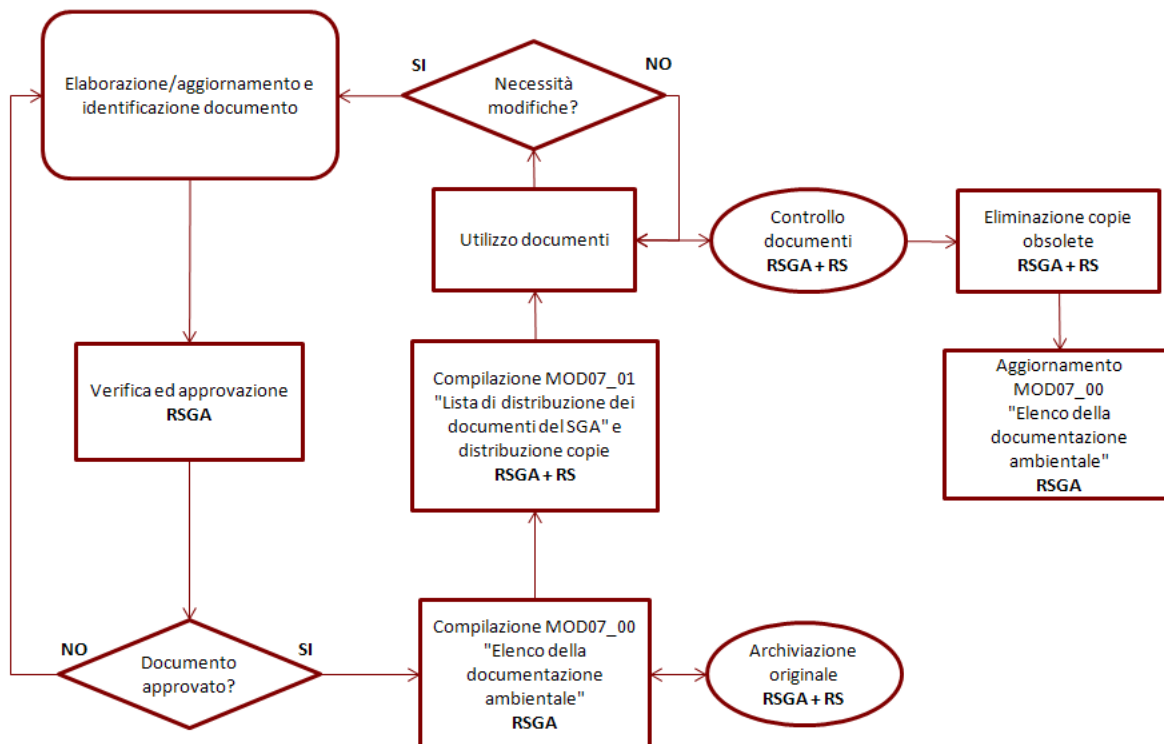 Elaborazione/aggiornamento e
identificazione documento
SI
Necessità
modifiche?
NO
Utilizzo documenti
Controllo
documenti
RSGA + RS
Eliminazione copie
obsolete
RSGA + RS
Verifica ed approvazione
RSGA
Compilazione MOD07_01
"Lista di distribuzione dei
documenti del SGA" e
distribuzione copie
RSGA + RS
Aggiornamento
MOD07_00
"Elenco della
documentazione
ambientale"
RSGA
NO
Documento
approvato?
SI
Compilazione MOD07_00
"Elenco della
documentazione
ambientale"
RSGA
Archiviazione
originale
RSGA + RS